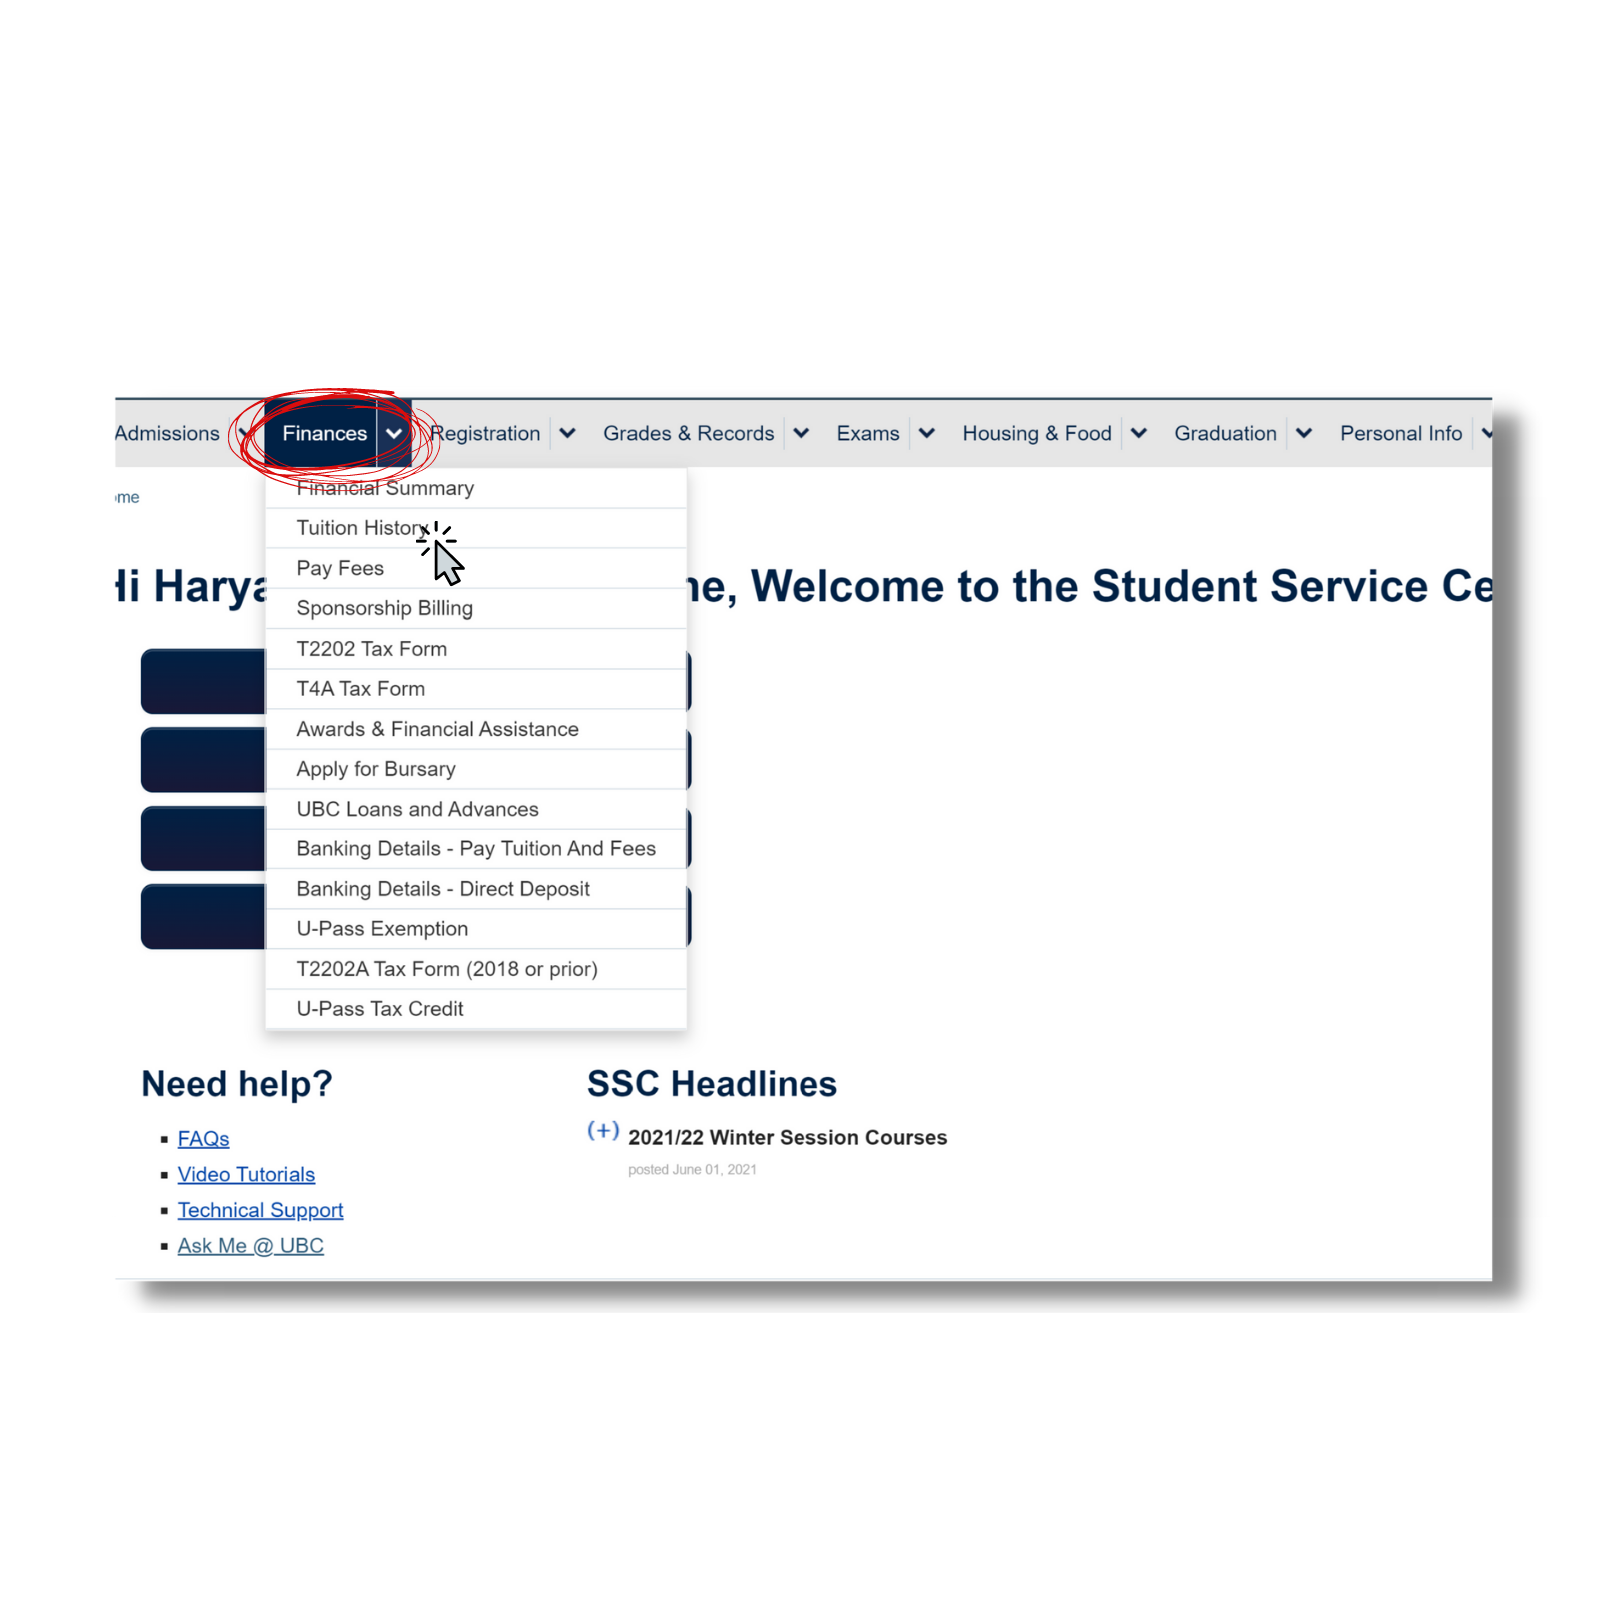 Admissions Finances Registration Grades & Records Exams Housing & Food Graduation Personal Info
Financial Summary
Tuition History
Pay Fees
Sponsorship Billing
T2202 Tax Form
T4A Tax Form
Awards & Financial Assistance
Apply for Bursary
UBC Loans and Advances
Banking Details - Pay Tuition And Fees
Banking Details - Direct Deposit
U-Pass Exemption
T2202A Tax Form (2018 or prior)
U-Pass Tax Credit
ome
Hi Harya ne, Welcome to the Student Service Ce
Need help?
FAQs
Video Tutorials
Technical Support
Ask Me @ UBC
SSC Headlines
(+) 2021/22 Winter Session Courses
posted June 01, 2021